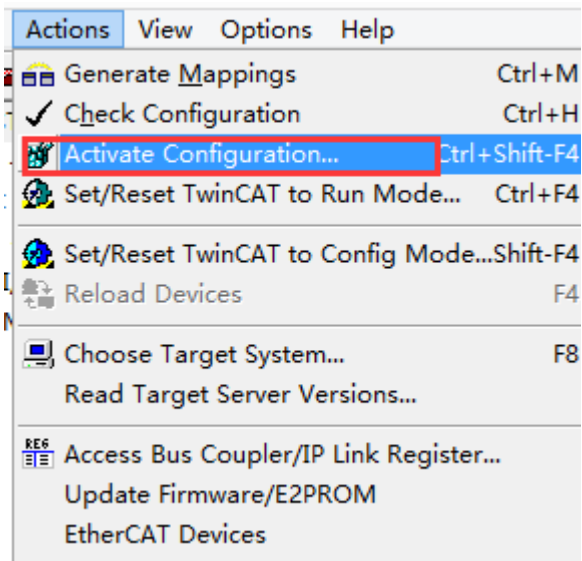 Actions View Options Help
Generate Mappings Ctrl+M
Check Configuration Ctrl+H
Activate Configuration... Ctrl+Shift-F4
Set/Reset TwinCAT to Run Mode... Ctrl+F4
Set/Reset TwinCAT to Config Mode...Shift-F4
Reload Devices F4
Choose Target System... F8
Read Target Server Versions...
REG
Access Bus Coupler/IP Link Register...
Update Firmware/E2PROM
EtherCAT Devices